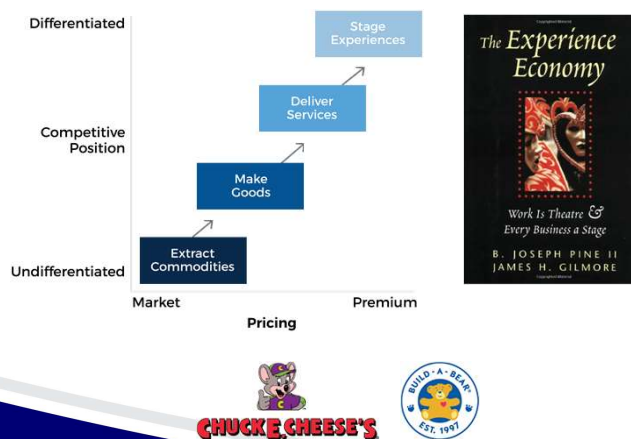 Differentiated
Competitive
Position
Undifferentiated
Stage
Experiences
Deliver
Services
Make
Goods
Extract
Commodities
Market
Premium
Pricing
The Experience
Economy
Work Is Theatre &
Every Business a Stage
B. JOSEPH PINE II
JAMES H. GILMORE
CHUCK E. CHEESE'S
BUILD-A-BEAR
EST. 1997